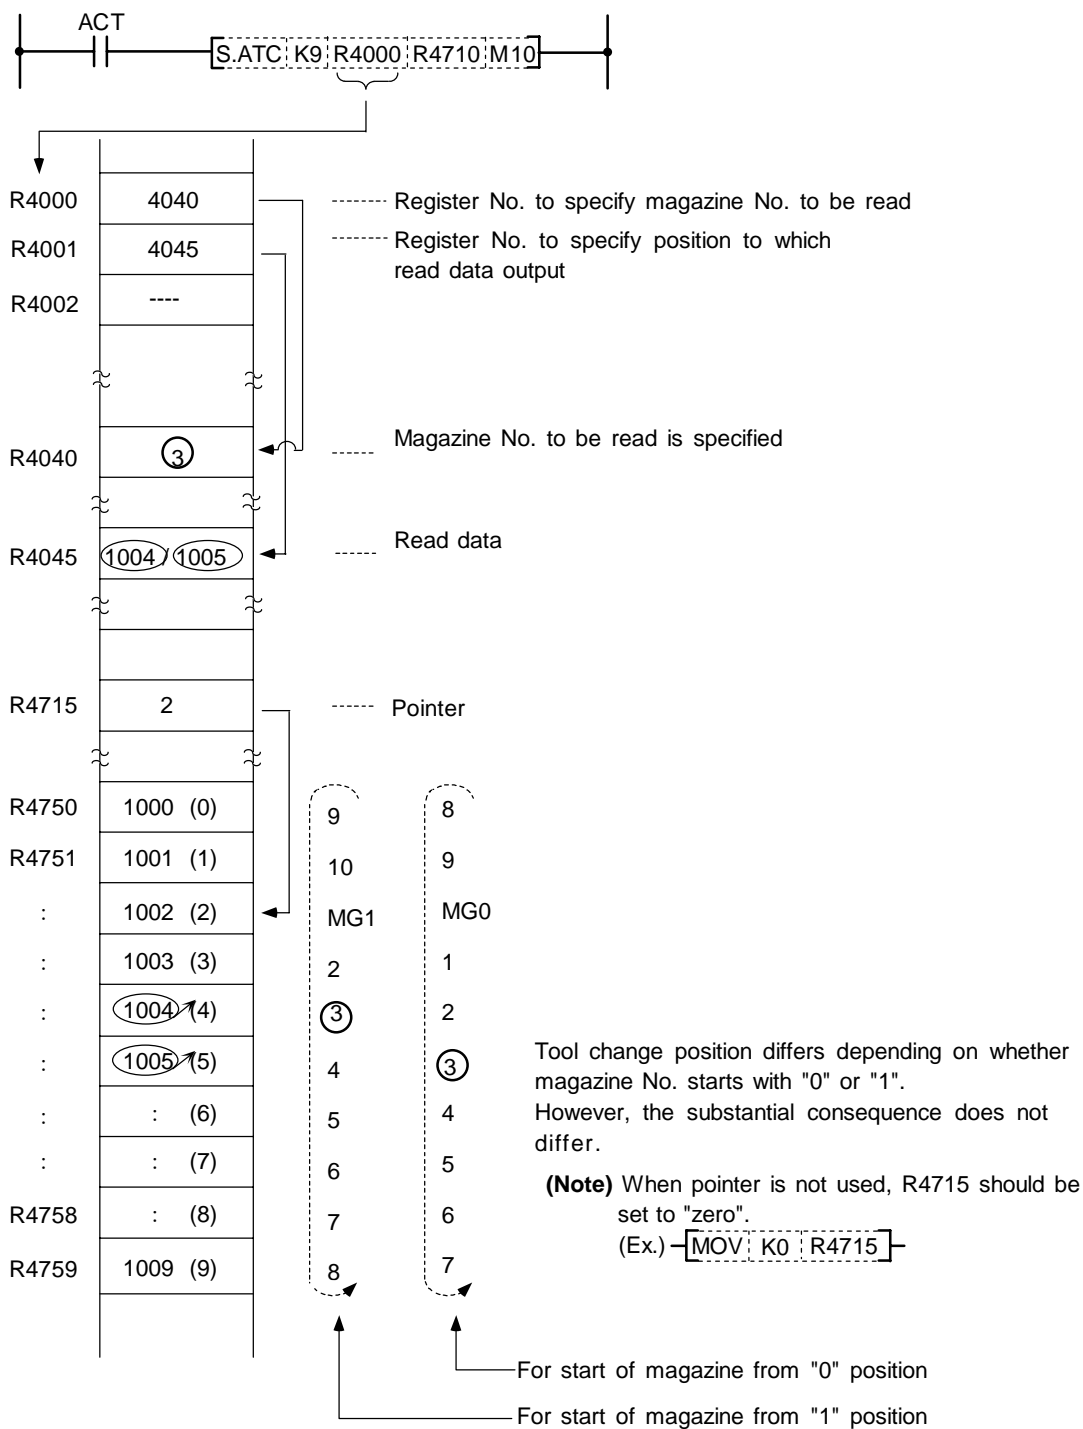 ACT
S.ATC K9 R4000 R4710 M10
R4000 4040 ------ Register No. to specify magazine No. to be read
R4001 4045 ------ Register No. to specify position to which
read data output
R4002 ----
R4040 3 ----- Magazine No. to be read is specified
R4045 1004 / 1005 ----- Read data
R4715 2 ------ Pointer
R4750 1000 (0) 9 8
R4751 1001 (1) 10 9
: 1002 (2) MG1 MG0
: 1003 (3) 2 1
: 1004 (4) 3 2
: 1005 (5) 4 3
: : (6) 5 4
: : (7) 6 5
R4758 : (8) 7 6
R4759 1009 (9) 8 7
Tool change position differs depending on whether
magazine No. starts with "0" or "1".
However, the substantial consequence does not
differ.
(Note) When pointer is not used, R4715 should be
set to "zero".
(Ex.) MOV K0 R4715
For start of magazine from "0" position
For start of magazine from "1" position